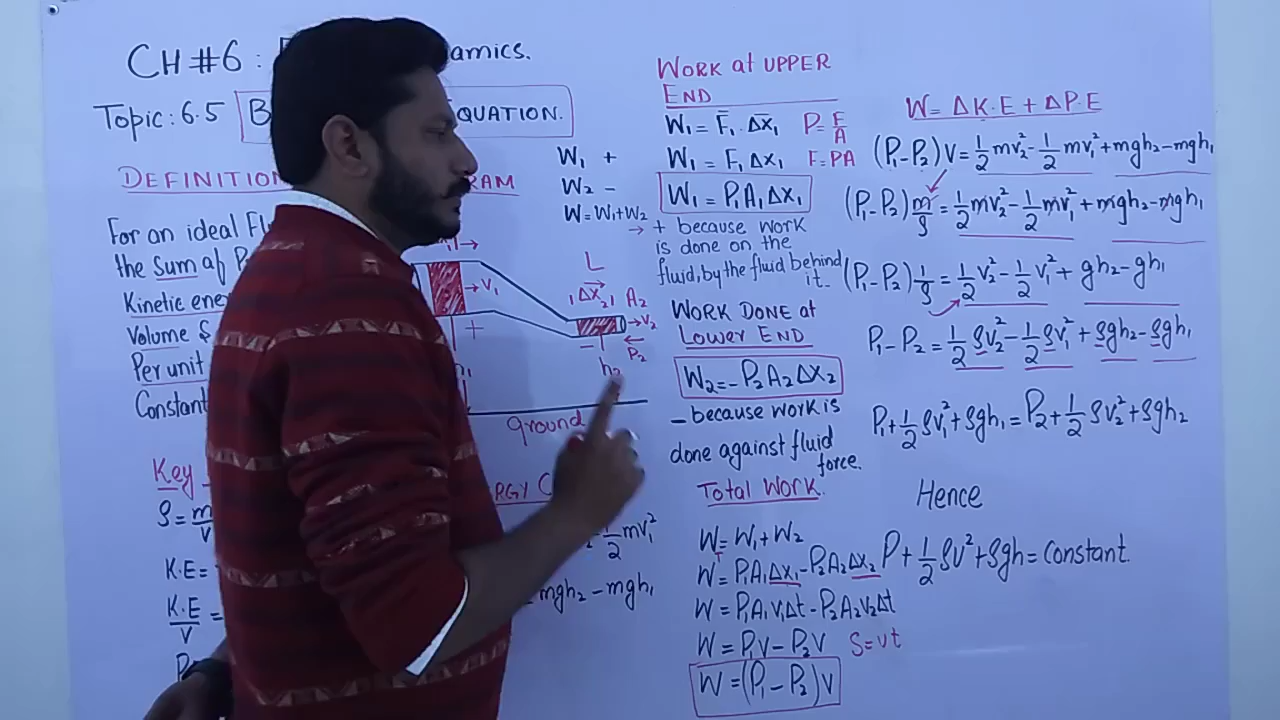 CH #6 : amics.
Topic: 6.5 EQUATION.
DEFINITION RAM
For an ideal
the sum of
Kinetic
Volume &
Per unit
Constant
Key
S = m/V
K.E =
K.E/V =
W₁ +
W₂ -
W = W₁+W₂
→ V₁
+
L
Δx₂ A₂
→ V₂
-
P₂
h₂
ground
½mv₁²
= mgh₂ - mgh₁
WORK at UPPER
END
W₁ = F̅₁ . Δ̅x̅₁ P = F/A
W₁ = F₁ Δx₁ F = PA
W₁ = P₁A₁Δx₁
→ + because work
is done on the
fluid, by the fluid behind
it.
WORK DONE at
Lower END
W₂ = -P₂A₂Δx₂
- because work is
done against fluid
force.
Total WORK.
W = W₁ + W₂
W = P₁A₁Δx₁ - P₂A₂Δx₂
W = P₁A₁V₁Δt - P₂A₂V₂Δt
W = P₁V - P₂V S = vt
W = (P₁ - P₂)V
W = ΔK.E + ΔP.E
(P₁-P₂)V = ½mv₂² - ½mv₁² + mgh₂ - mgh₁
(P₁-P₂)m/S = ½mv₂² - ½mv₁² + mgh₂ - mgh₁
(P₁-P₂)1/S = ½v₂² - ½v₁² + gh₂ - gh₁
P₁ - P₂ = ½Sv₂² - ½Sv₁² + Sgh₂ - Sgh₁
P₁ + ½Sv₁² + Sgh₁ = P₂ + ½Sv₂² + Sgh₂
Hence
P + ½SV² + Sgh = Constant.